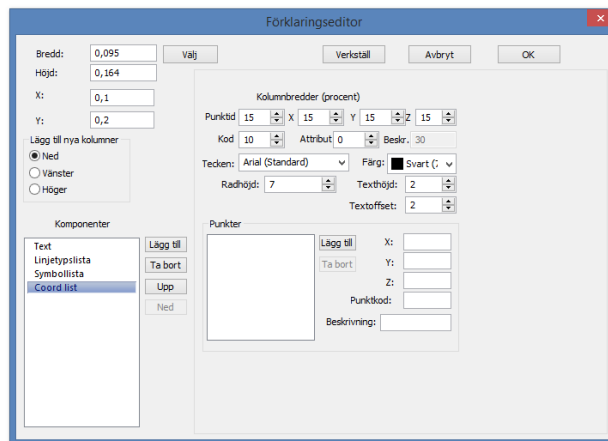 Förklaringseditor
Bredd: 0,095 Välj Verkställ Avbryt OK
Höjd: 0,164
X: 0,1
Y: 0,2
Kolumnbredder (procent)
Punktid 15 X 15 Y 15 Z 15
Kod 10 Attribut 0 Beskr. 30
Tecken: Arial (Standard) Färg: Svart (7
Radhöjd: 7 Texthöjd: 2
Textoffset: 2
Lägg till nya kolumner
Ned
Vänster
Höger
Komponenter
Text
Linjetypslista
Symbollista
Coord list
Lägg till
Ta bort
Upp
Ned
Punkter
Lägg till X:
Ta bort Y:
Z:
Punktkod:
Beskrivning: